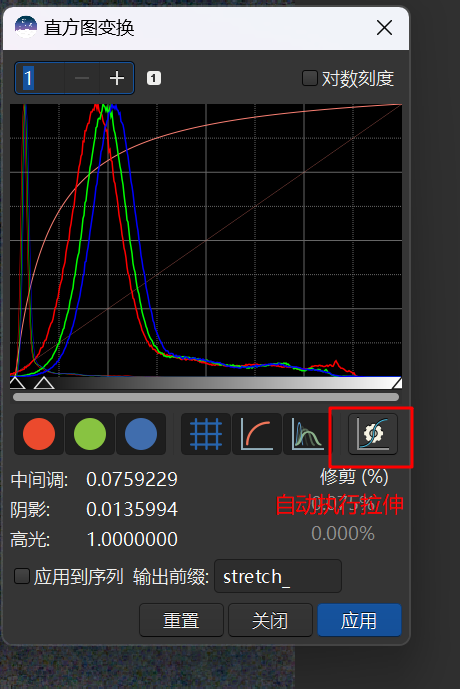 直方图变换
1 1
对数刻度
中间调: 0.0759229
修剪 (%)
阴影: 0.0135994
0.075%
自动执行拉伸
高光: 1.0000000
0.000%
应用到序列 输出前缀: stretch_
重置 关闭 应用